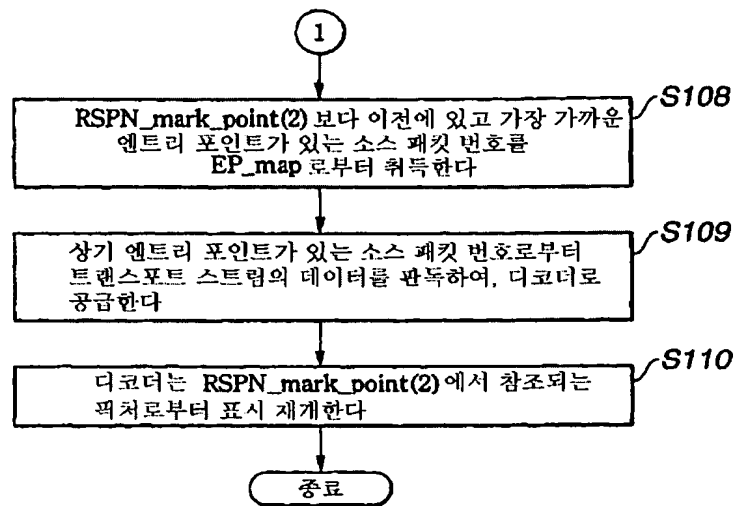 1
S108
RSPN_mark_point(2) 보다 이전에 있고 가장 가까운
엔트리 포인트가 있는 소스 패킷 번호를
EP_map 로부터 취득한다
S109
상기 엔트리 포인트가 있는 소스 패킷 번호로부터
트랜스포트 스트림의 데이터를 판독하여, 디코더로
공급한다
S110
디코더는 RSPN_mark_point(2) 에서 참조되는
픽처로부터 표시 재개한다
종료